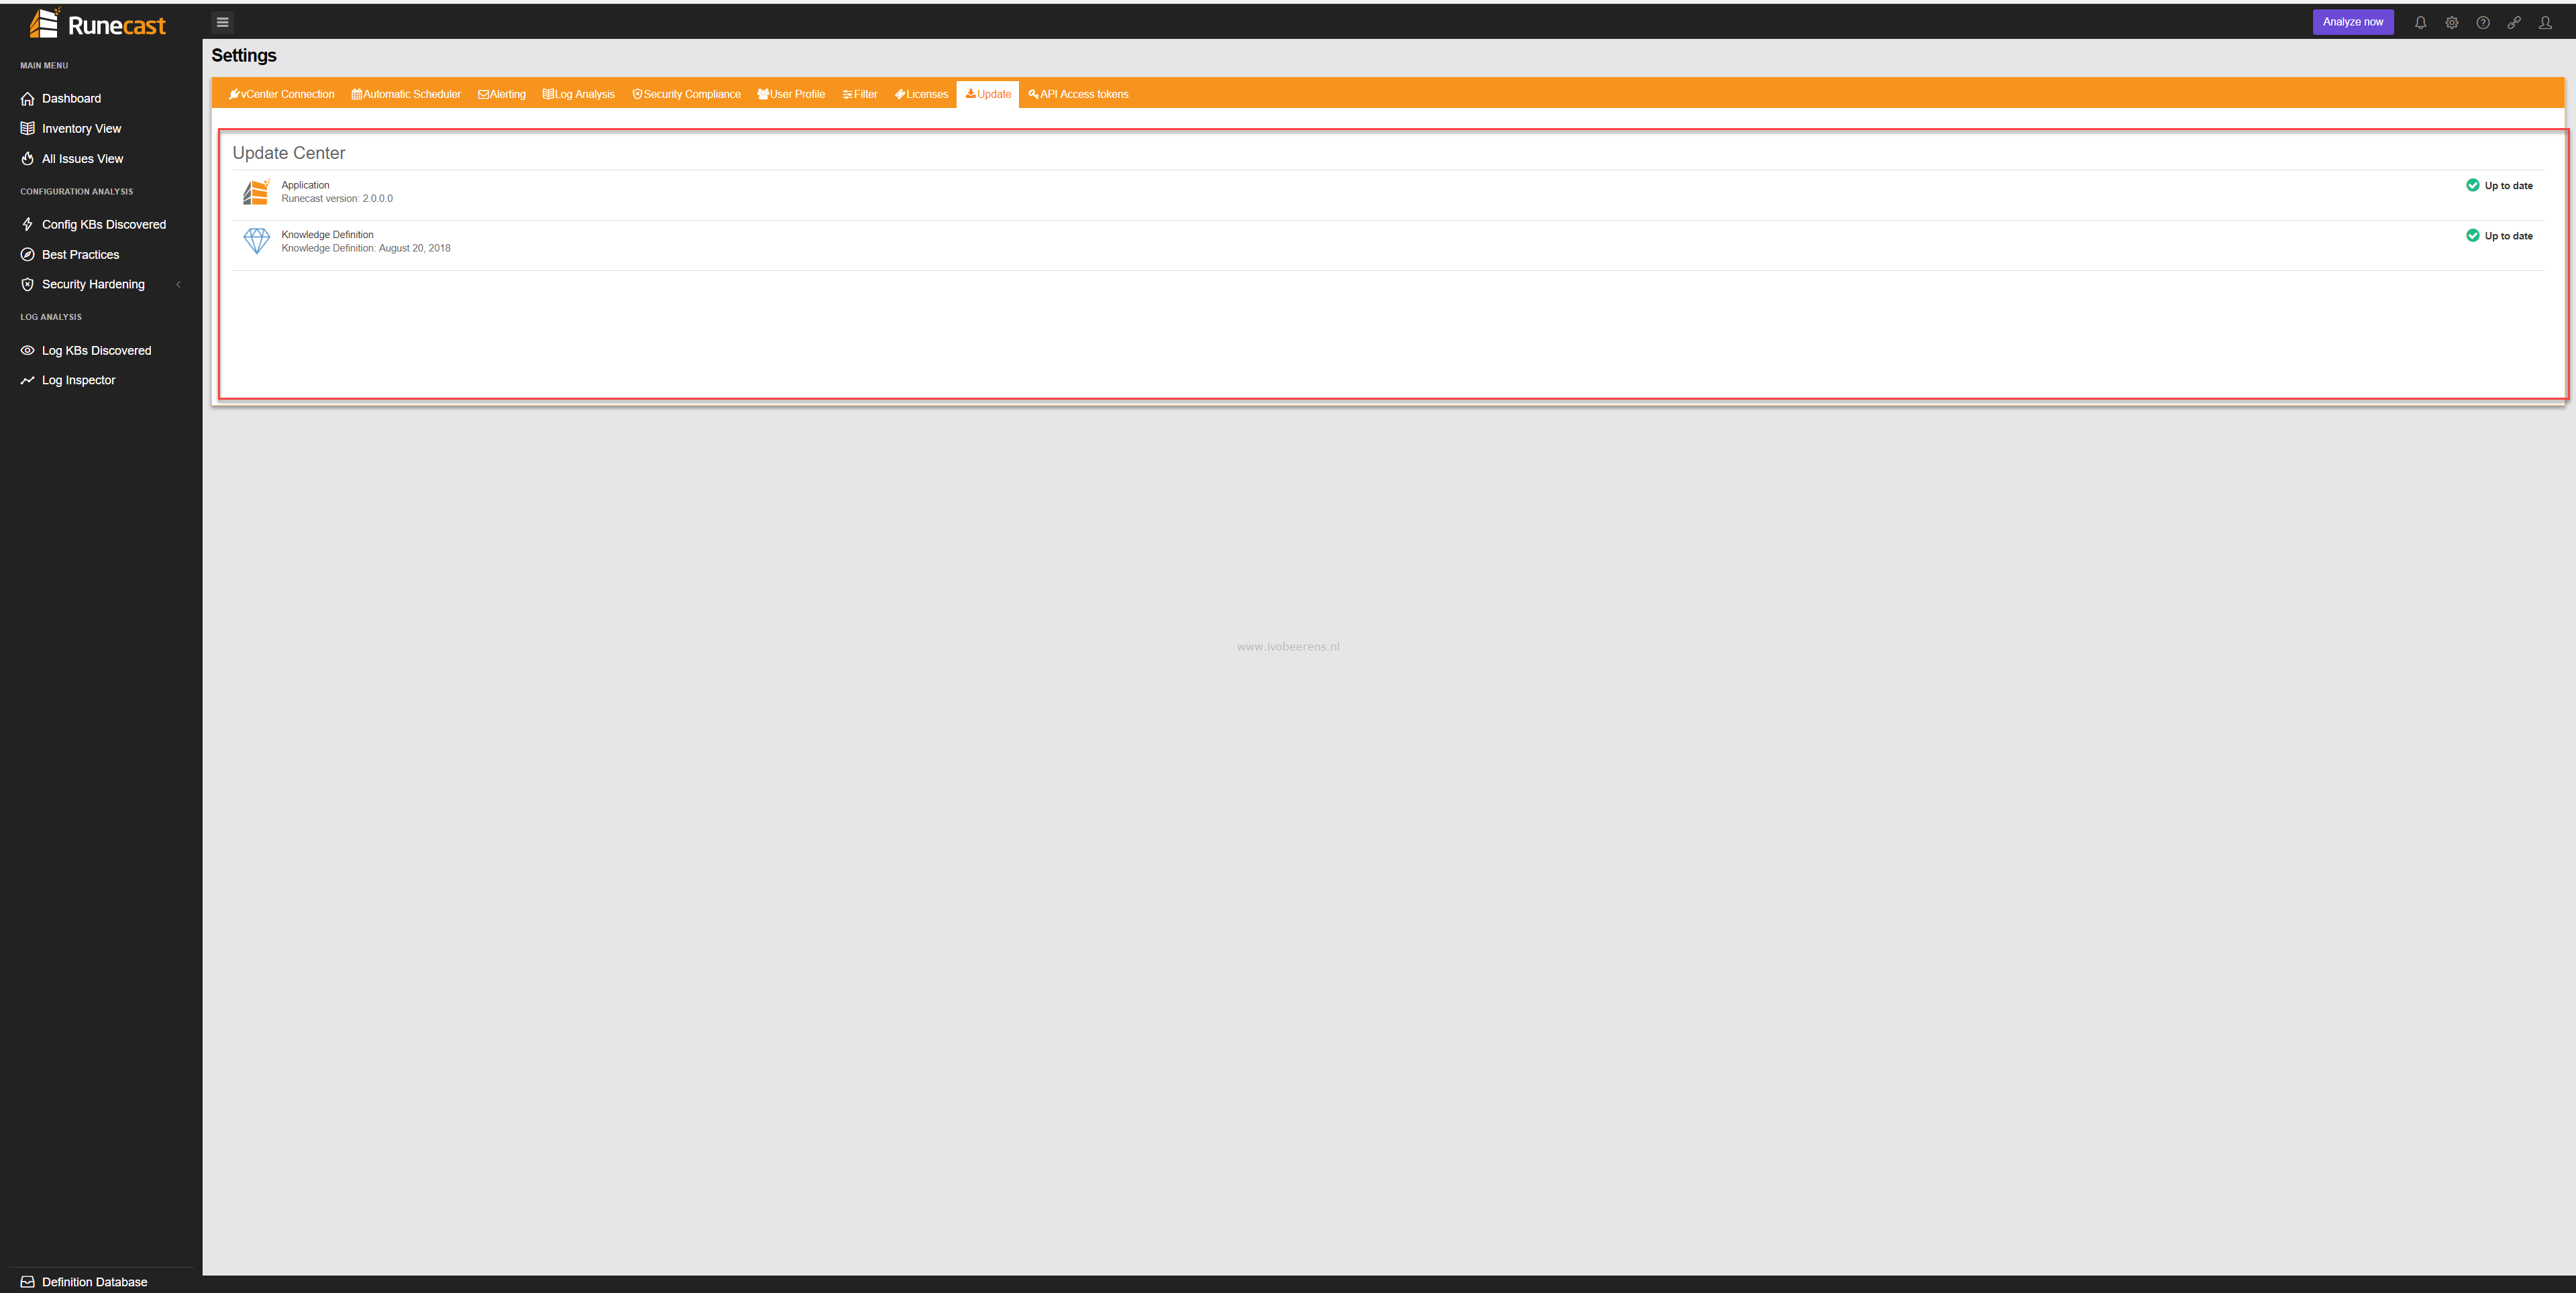 Runecast
Analyze now
MAIN MENU
Dashboard
Inventory View
All Issues View
CONFIGURATION ANALYSIS
Config KBs Discovered
Best Practices
Security Hardening
LOG ANALYSIS
Log KBs Discovered
Log Inspector
Definition Database
Settings
vCenter Connection Automatic Scheduler Alerting Log Analysis Security Compliance User Profile Filter Licenses Update API Access tokens
Update Center
Application
Runecast version: 2.0.0.0
Up to date
Knowledge Definition
Knowledge Definition: August 20, 2018
Up to date
www.ivobeerens.nl